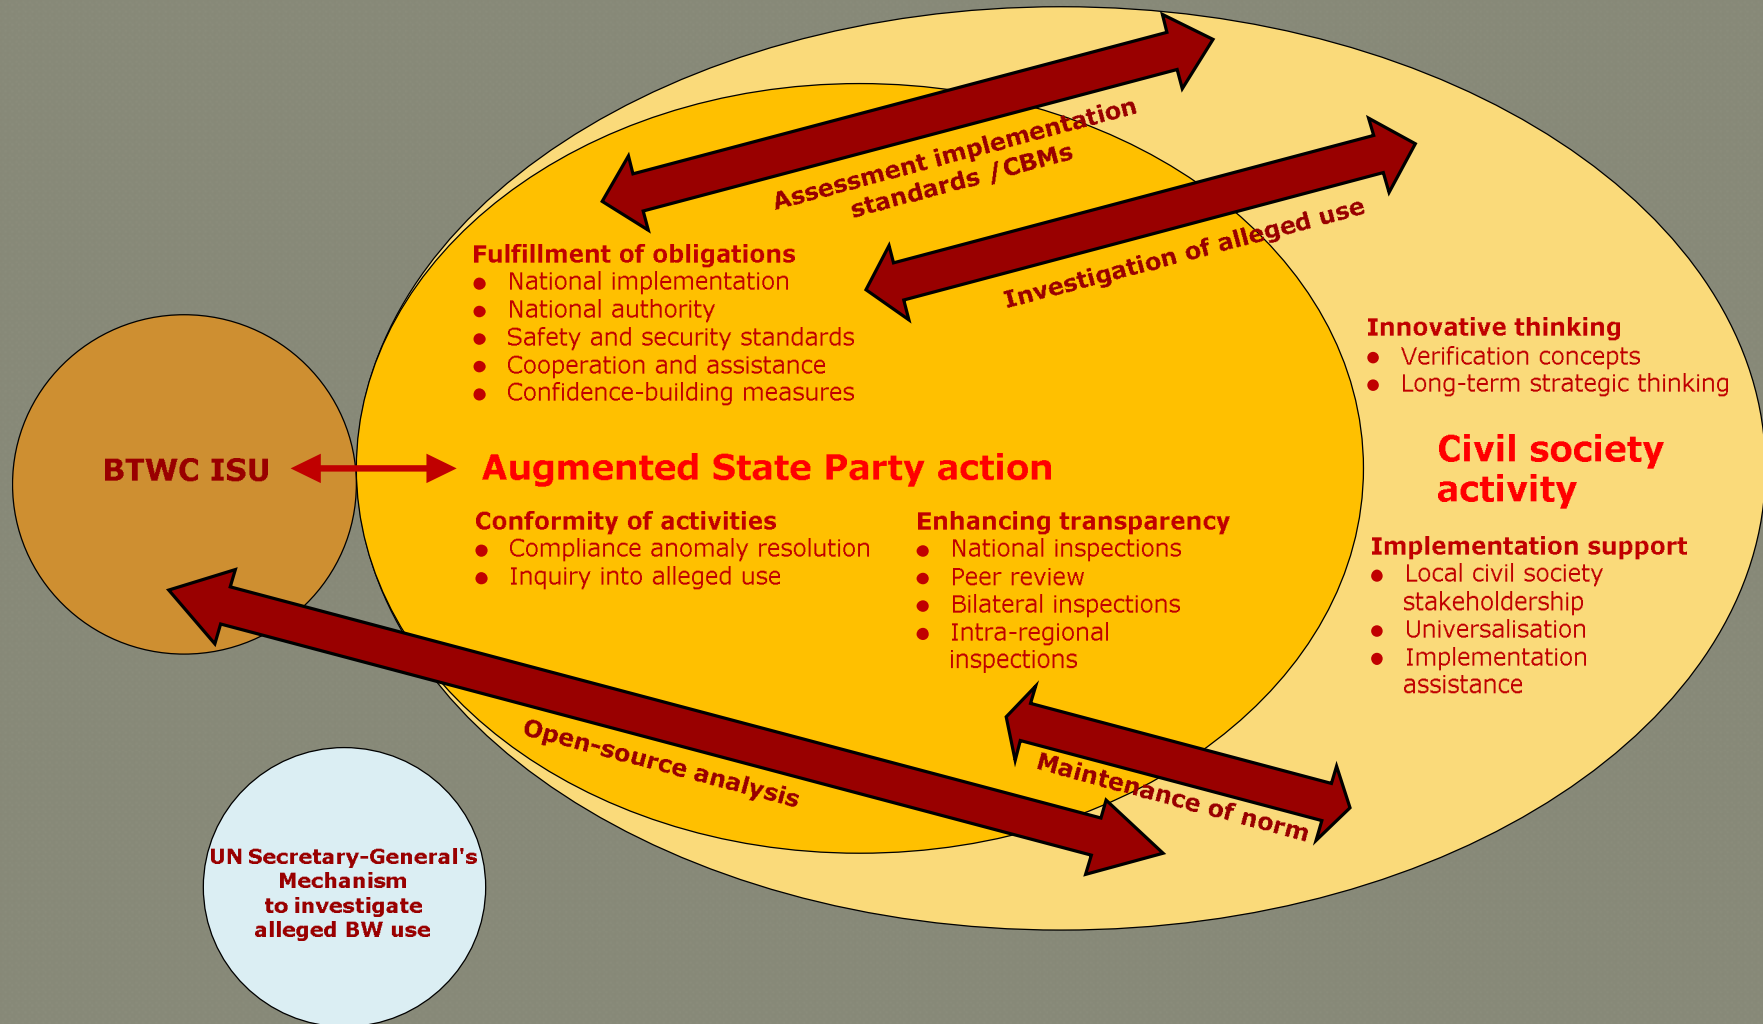 Assessment implementation
standards /CBMs
Investigation of alleged use
Fulfillment of obligations
● National implementation
● National authority
● Safety and security standards
● Cooperation and assistance
● Confidence-building measures
Innovative thinking
● Verification concepts
● Long-term strategic thinking
BTWC ISU
Augmented State Party action
Civil society
activity
Conformity of activities
● Compliance anomaly resolution
● Inquiry into alleged use
Enhancing transparency
● National inspections
● Peer review
● Bilateral inspections
● Intra-regional
inspections
Implementation support
● Local civil society
stakeholdership
● Universalisation
● Implementation
assistance
Open-source analysis
Maintenance of norm
UN Secretary-General's
Mechanism
to investigate
alleged BW use